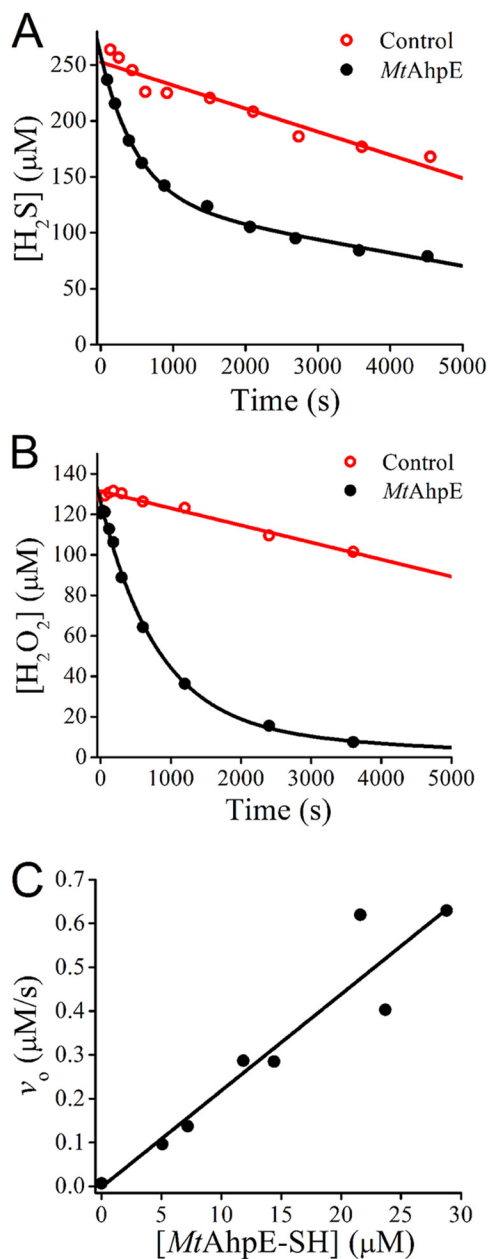 A
Control
MtAhpE
250
200
150
100
50
0
[H₂S] (μM)
0 1000 2000 3000 4000 5000
Time (s)
B
Control
MtAhpE
140
120
100
80
60
40
20
0
[H₂O₂] (μM)
0 1000 2000 3000 4000 5000
Time (s)
C
0.7
0.6
0.5
0.4
0.3
0.2
0.1
0.0
vₒ (μM/s)
0 5 10 15 20 25 30
[MtAhpE-SH] (μM)